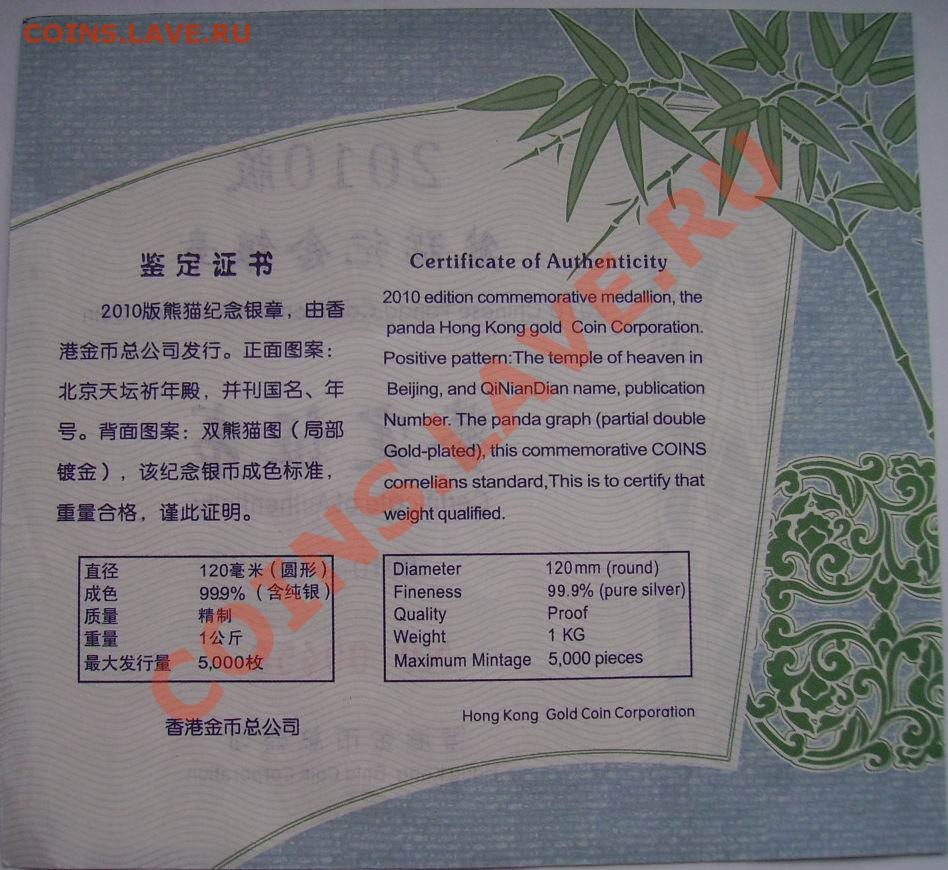 COINS.LAVE.RU
鉴定证书
2010版熊猫纪念银章，由香
港金币总公司发行。正面图案：
北京天坛祈年殿，并刊国名、年
号。背面图案：双熊猫图（局部
镀金），该纪念银币成色标准，
重量合格，谨此证明。
直径 120毫米（圆形）
成色 999%（含纯银）
质量 精制
重量 1公斤
最大发行量 5,000枚
香港金币总公司
Certificate of Authenticity
2010 edition commemorative medallion, the
panda Hong Kong gold Coin Corporation.
Positive pattern:The temple of heaven in
Beijing, and QiNianDian name, publication
Number. The panda graph (partial double
Gold-plated), this commemorative COINS
cornelians standard,This is to certify that
weight qualified.
Diameter 120mm (round)
Fineness 99.9% (pure silver)
Quality Proof
Weight 1 KG
Maximum Mintage 5,000 pieces
Hong Kong Gold Coin Corporation
COINS.LAVE.RU